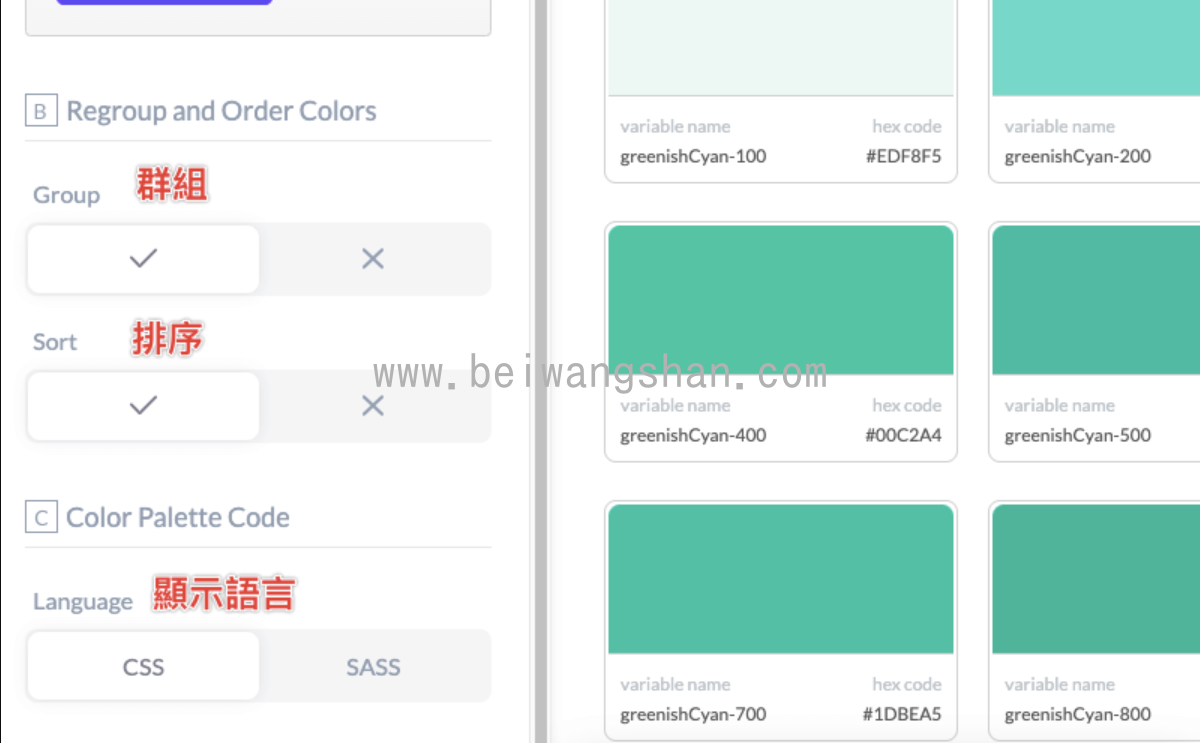 B Regroup and Order Colors
Group 群組
Sort 排序
C Color Palette Code
Language 顯示語言
CSS SASS
variable name hex code
greenishCyan-100 #EDF8F5
variable name
greenishCyan-200
variable name hex code
greenishCyan-400 #00C2A4
variable name
greenishCyan-500
variable name hex code
greenishCyan-700 #1DBEA5
variable name
greenishCyan-800
www.beiwangshan.com